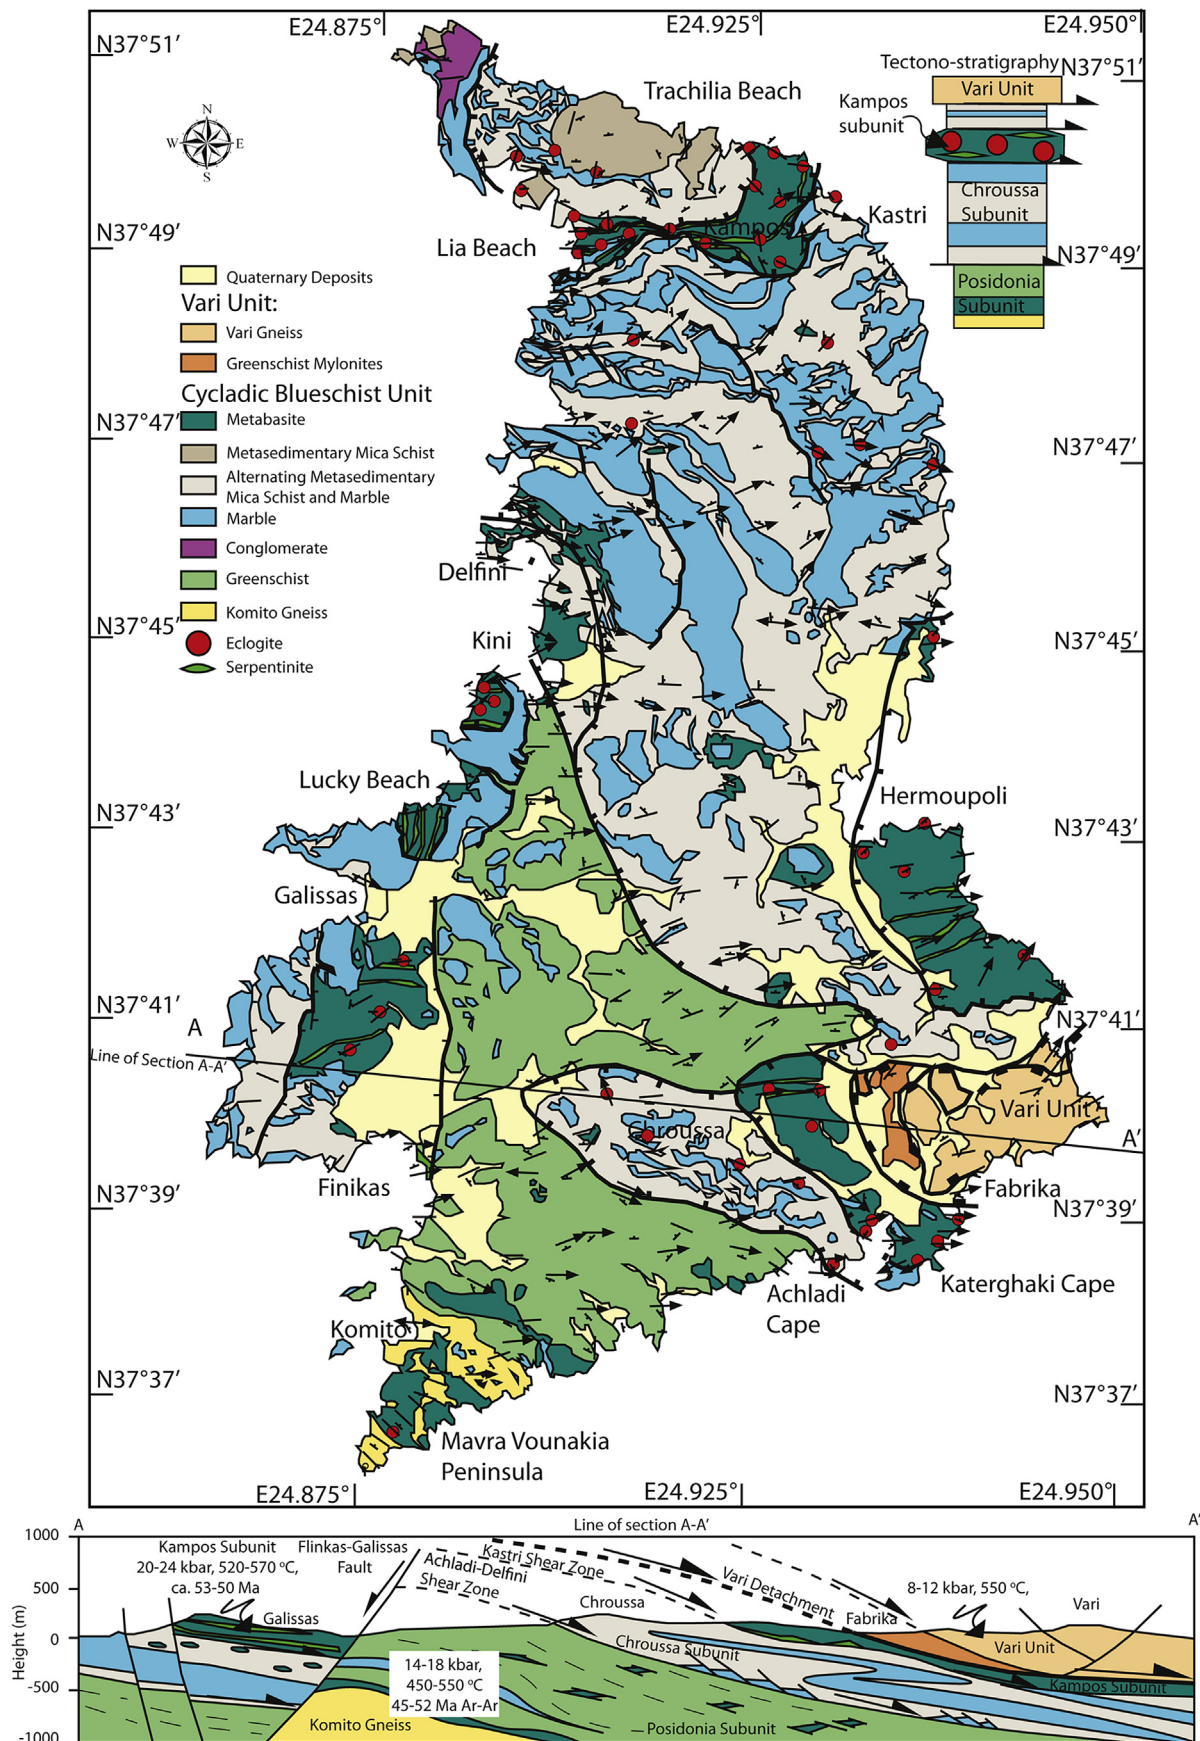 E24.875°
E24.925°
E24.950°
N37°51′
N37°51′
Tectono-stratigraphy
Vari Unit
Kampos
subunit
Trachilia Beach
N
W
E
S
Chroussa
Subunit
Kastri
Kampos
N37°49′
Lia Beach
N37°49′
Posidonia
Subunit
Quaternary Deposits
Vari Unit:
Vari Gneiss
Greenschist Mylonites
Cycladic Blueschist Unit
Metabasite
N37°47′
N37°47′
Metasedimentary Mica Schist
Alternating Metasedimentary
Mica Schist and Marble
Marble
Conglomerate
Greenschist
Komito Gneiss
Eclogite
Serpentinite
Delfini
N37°45′
N37°45′
Kini
Lucky Beach
Hermoupoli
N37°43′
N37°43′
Galissas
N37°41′
N37°41′
A
Line of Section A-A′
Chroussa
Vari Unit
A′
Finikas
Fabrika
N37°39′
N37°39′
Katerghaki Cape
Achladi
Cape
Komito
N37°37′
N37°37′
Mavra Vounakia
Peninsula
E24.875°
E24.925°
E24.950°
A
Line of section A-A′
A′
1000
500
0
-500
-1000
Height (m)
Kampos Subunit
20-24 kbar, 520-570 ºC,
ca. 53-50 Ma
Flinkas-Galissas
Fault
Achladi-Delfini
Shear Zone
Kastri Shear Zone
Vari Detachment
8-12 kbar, 550 ºC,
Galissas
Chroussa
Fabrika
Vari
Chroussa Subunit
Vari Unit
14-18 kbar,
450-550 ºC
45-52 Ma Ar-Ar
Kampos Subunit
Komito Gneiss
Posidonia Subunit